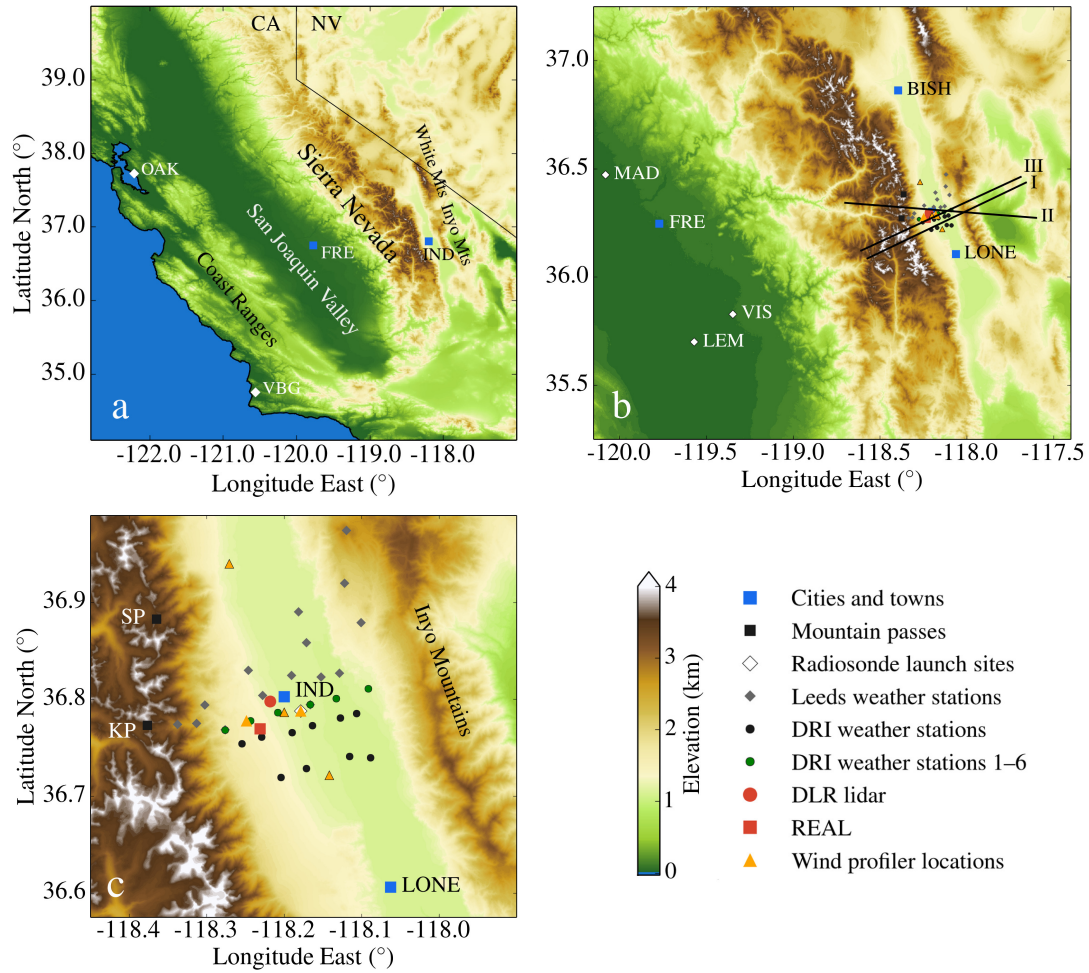 CA NV
39.0
38.0
37.0
36.0
35.0
Latitude North (°)
OAK
White Mts
Inyo Mts
Sierra Nevada
San Joaquin Valley
Coast Ranges
FRE
IND
VBG
a
-122.0 -121.0 -120.0 -119.0 -118.0
Longitude East (°)
37.0
36.5
36.0
35.5
BISH
MAD
FRE
III
I
II
LONE
VIS
LEM
b
-120.0 -119.5 -119.0 -118.5 -118.0 -117.5
Longitude East (°)
36.9
36.8
36.7
36.6
Latitude North (°)
SP
KP
IND
Inyo Mountains
LONE
c
-118.4 -118.3 -118.2 -118.1 -118.0
Longitude East (°)
4
3
2
1
0
Elevation (km)
Cities and towns
Mountain passes
Radiosonde launch sites
Leeds weather stations
DRI weather stations
DRI weather stations 1–6
DLR lidar
REAL
Wind profiler locations